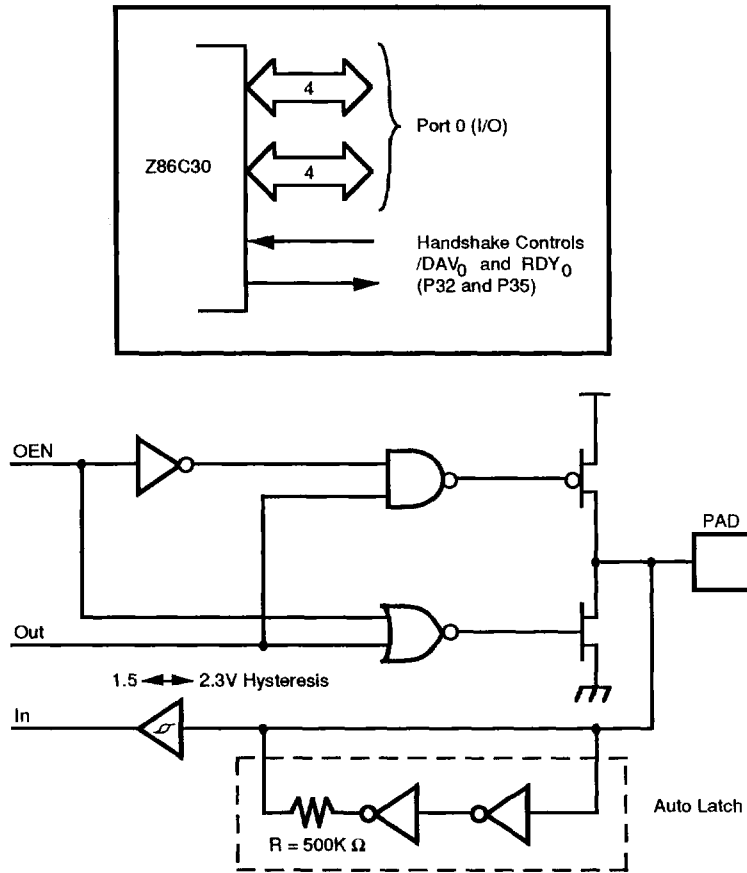 4
Port 0 (I/O)
Z86C30
4
Handshake Controls
/DAV0 and RDY0
(P32 and P35)
OEN
PAD
Out
1.5 2.3V Hysteresis
In
Auto Latch
R = 500K Ω